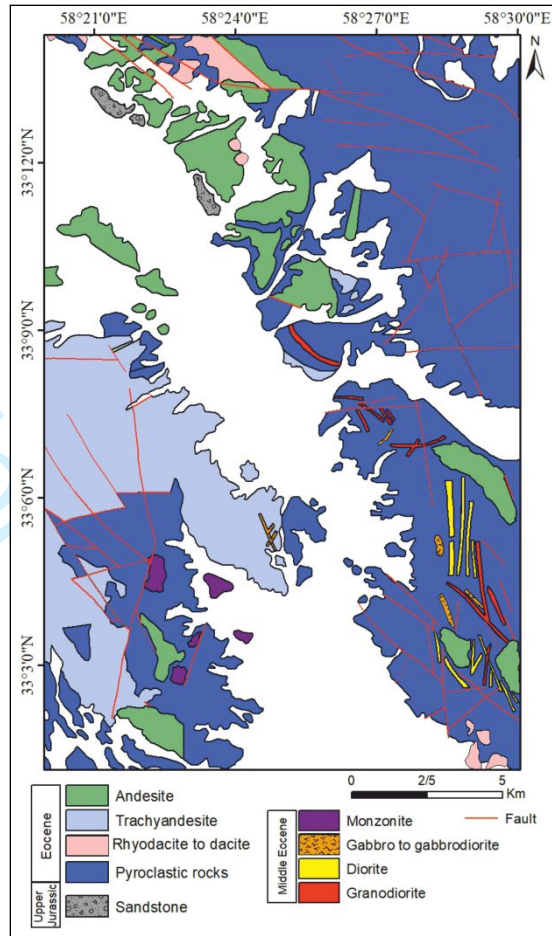 58°21'0"E 58°24'0"E 58°27'0"E 58°30'0"E
N
33°12'0"N
33°9'0"N
33°6'0"N
33°3'0"N
0 2/5 5
Km
Eocene
Andesite
Trachyandesite
Rhyodacite to dacite
Pyroclastic rocks
Upper
Jurassic
Sandstone
Middle Eocene
Monzonite
Gabbro to gabbrodiorite
Diorite
Granodiorite
Fault